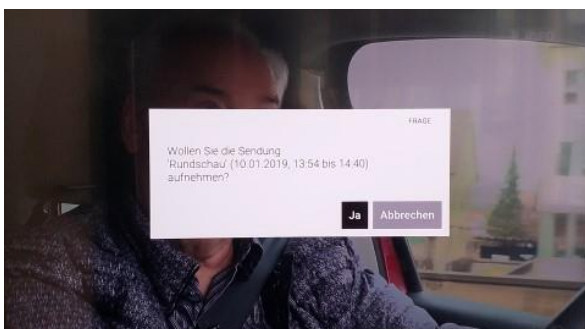 FRAGE
Wollen Sie die Sendung
'Rundschau' (10.01.2019, 13:54 bis 14:40)
aufnehmen?
Ja Abbrechen